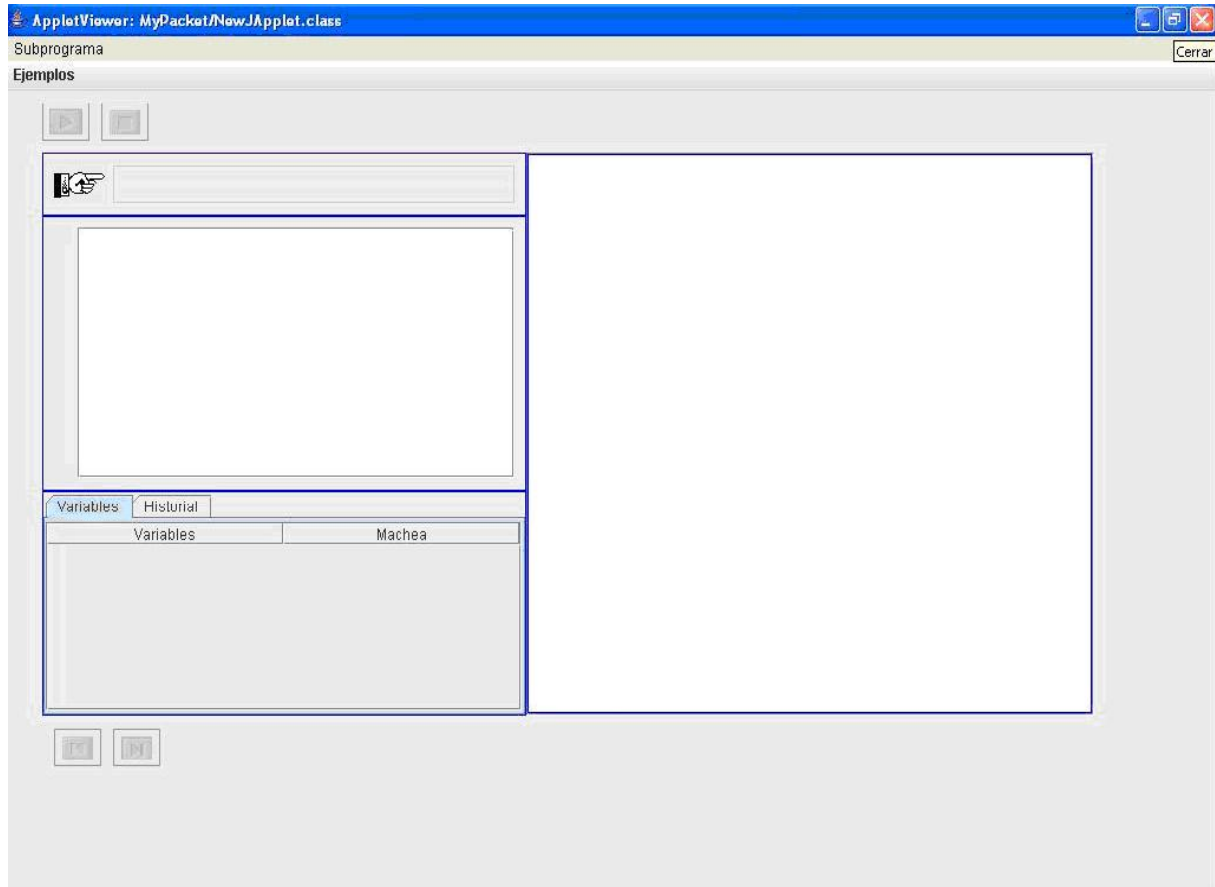 AppletViewer: MyPacket/NewJApplet.class
Subprograma
Cerrar
Ejemplos
Variables Historial
Variables Machea